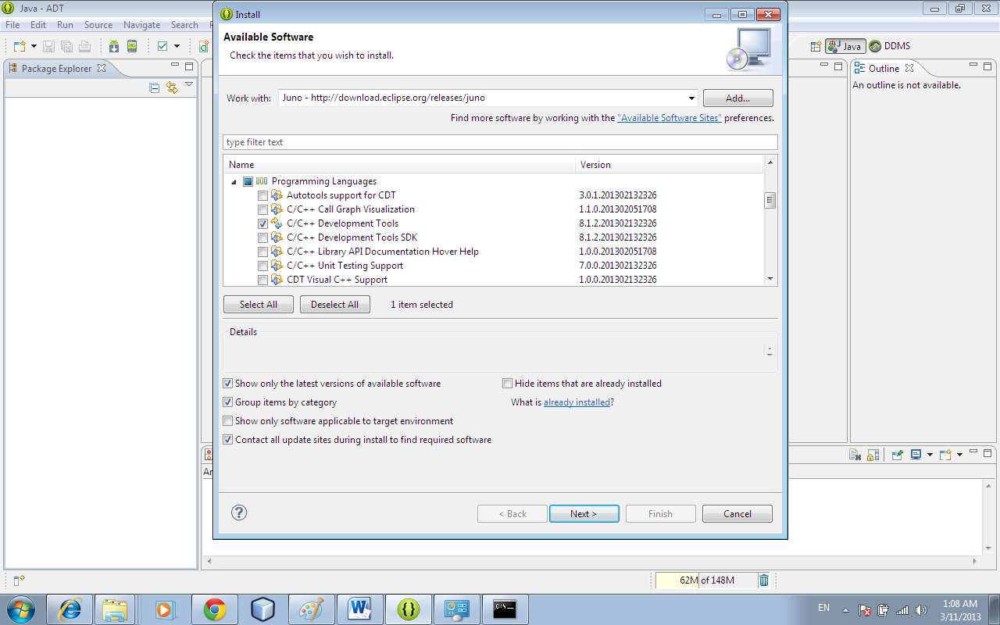 Java - ADT
File Edit Run Source Navigate Search
Java DDMS
Package Explorer
Outline
An outline is not available.
Install
Available Software
Check the items that you wish to install.
Work with: Juno - http://download.eclipse.org/releases/juno Add...
Find more software by working with the "Available Software Sites" preferences.
type filter text
Name Version
Programming Languages
Autotools support for CDT 3.0.1.201302132326
C/C++ Call Graph Visualization 1.1.0.201302051708
C/C++ Development Tools 8.1.2.201302132326
C/C++ Development Tools SDK 8.1.2.201302132326
C/C++ Library API Documentation Hover Help 1.0.0.201302051708
C/C++ Unit Testing Support 7.0.0.201302132326
CDT Visual C++ Support 1.0.0.201302132326
Select All Deselect All 1 item selected
Details
Show only the latest versions of available software Hide items that are already installed
Group items by category What is already installed?
Show only software applicable to target environment
Contact all update sites during install to find required software
< Back Next > Finish Cancel
62M of 148M
EN 1:08 AM
3/11/2013